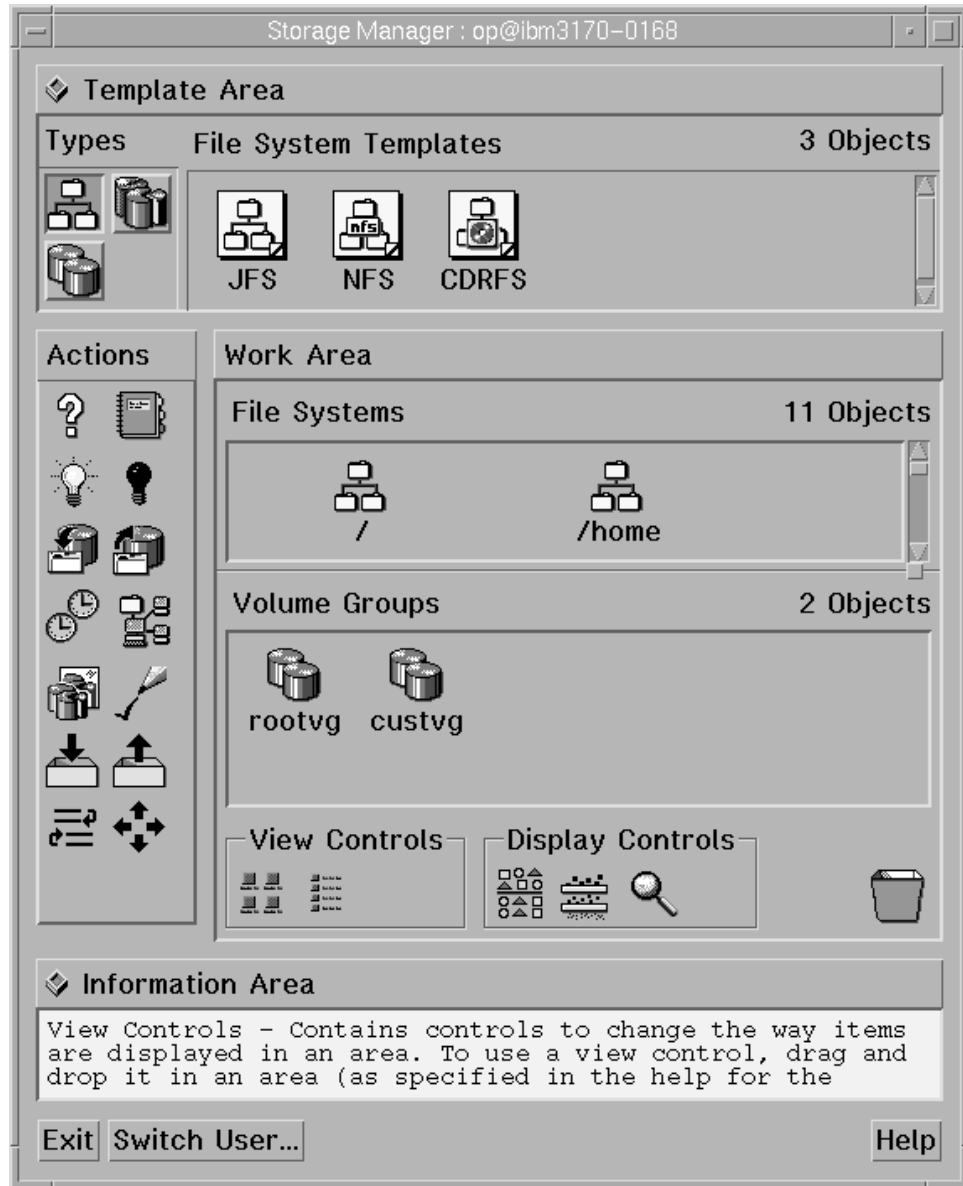 Storage Manager : op@ibm3170-0168
Template Area
Types
File System Templates
3 Objects
nfs
JFS
NFS
CDRFS
Actions
Work Area
File Systems
11 Objects
/
/home
Volume Groups
2 Objects
rootvg
custvg
View Controls
Display Controls
Information Area
View Controls - Contains controls to change the way items
are displayed in an area. To use a view control, drag and
drop it in an area (as specified in the help for the
Exit
Switch User...
Help